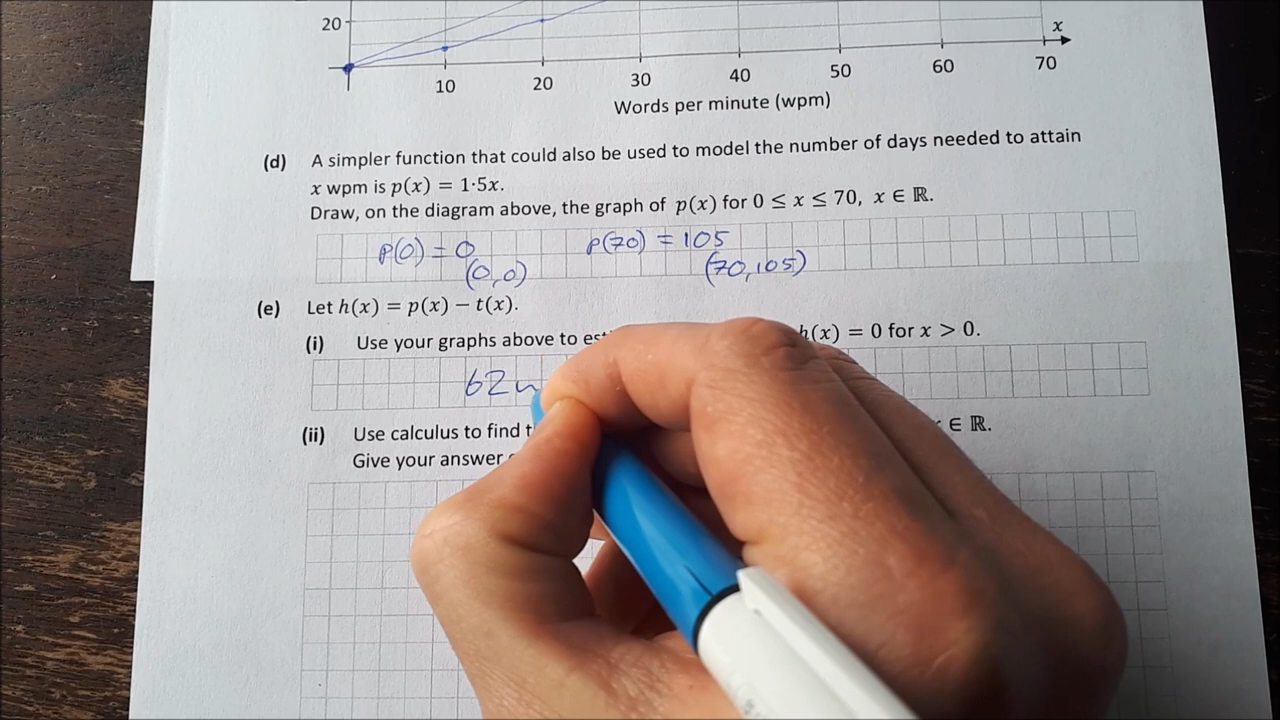 20
x
10 20 30 40 50 60 70
Words per minute (wpm)
(d) A simpler function that could also be used to model the number of days needed to attain
x wpm is p(x) = 1·5x.
Draw, on the diagram above, the graph of p(x) for 0 ≤ x ≤ 70, x ∈ ℝ.
p(0) = 0 p(70) = 105
(0,0) (70,105)
(e) Let h(x) = p(x) − t(x).
(i) Use your graphs above to h(x) = 0 for x > 0.
62
(ii) Use calculus to find ∈ ℝ.
Give your answer